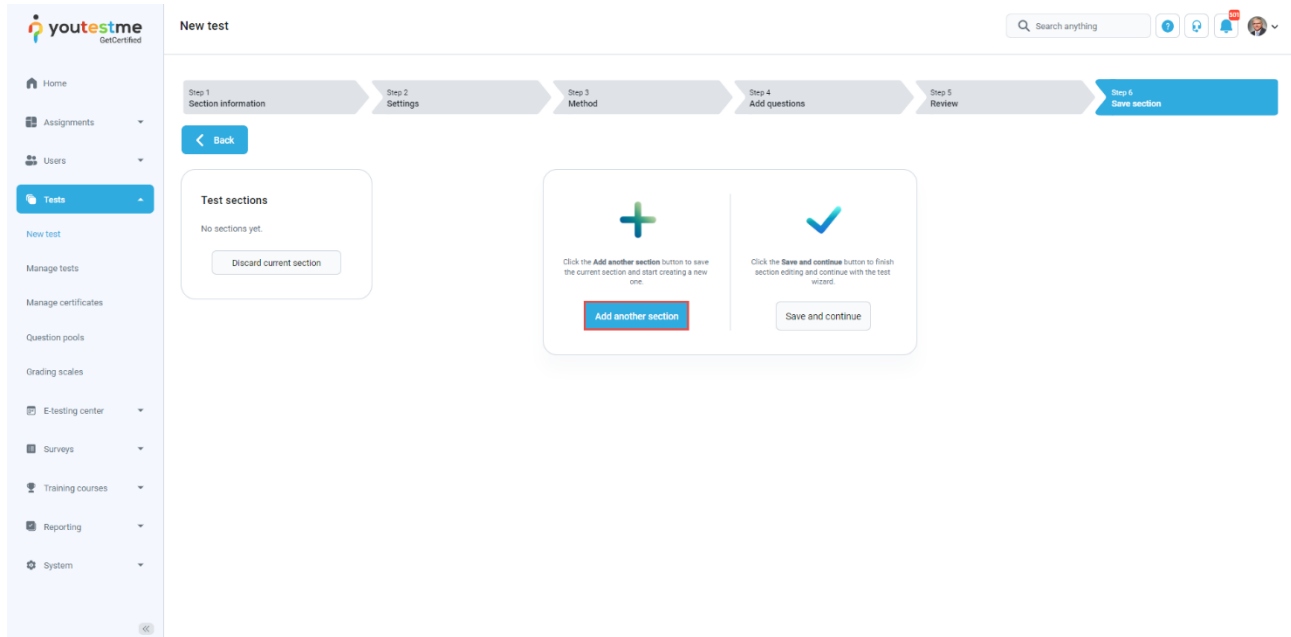 youtestme
GetCertified
New test
Search anything
501
Home
Assignments
Users
Tests
New test
Manage tests
Manage certificates
Question pools
Grading scales
E-testing center
Surveys
Training courses
Reporting
System
Step 1
Section information
Step 2
Settings
Step 3
Method
Step 4
Add questions
Step 5
Review
Step 6
Save section
Back
Test sections
No sections yet.
Discard current section
Click the Add another section button to save
the current section and start creating a new
one.
Add another section
Click the Save and continue button to finish
section editing and continue with the test
wizard.
Save and continue